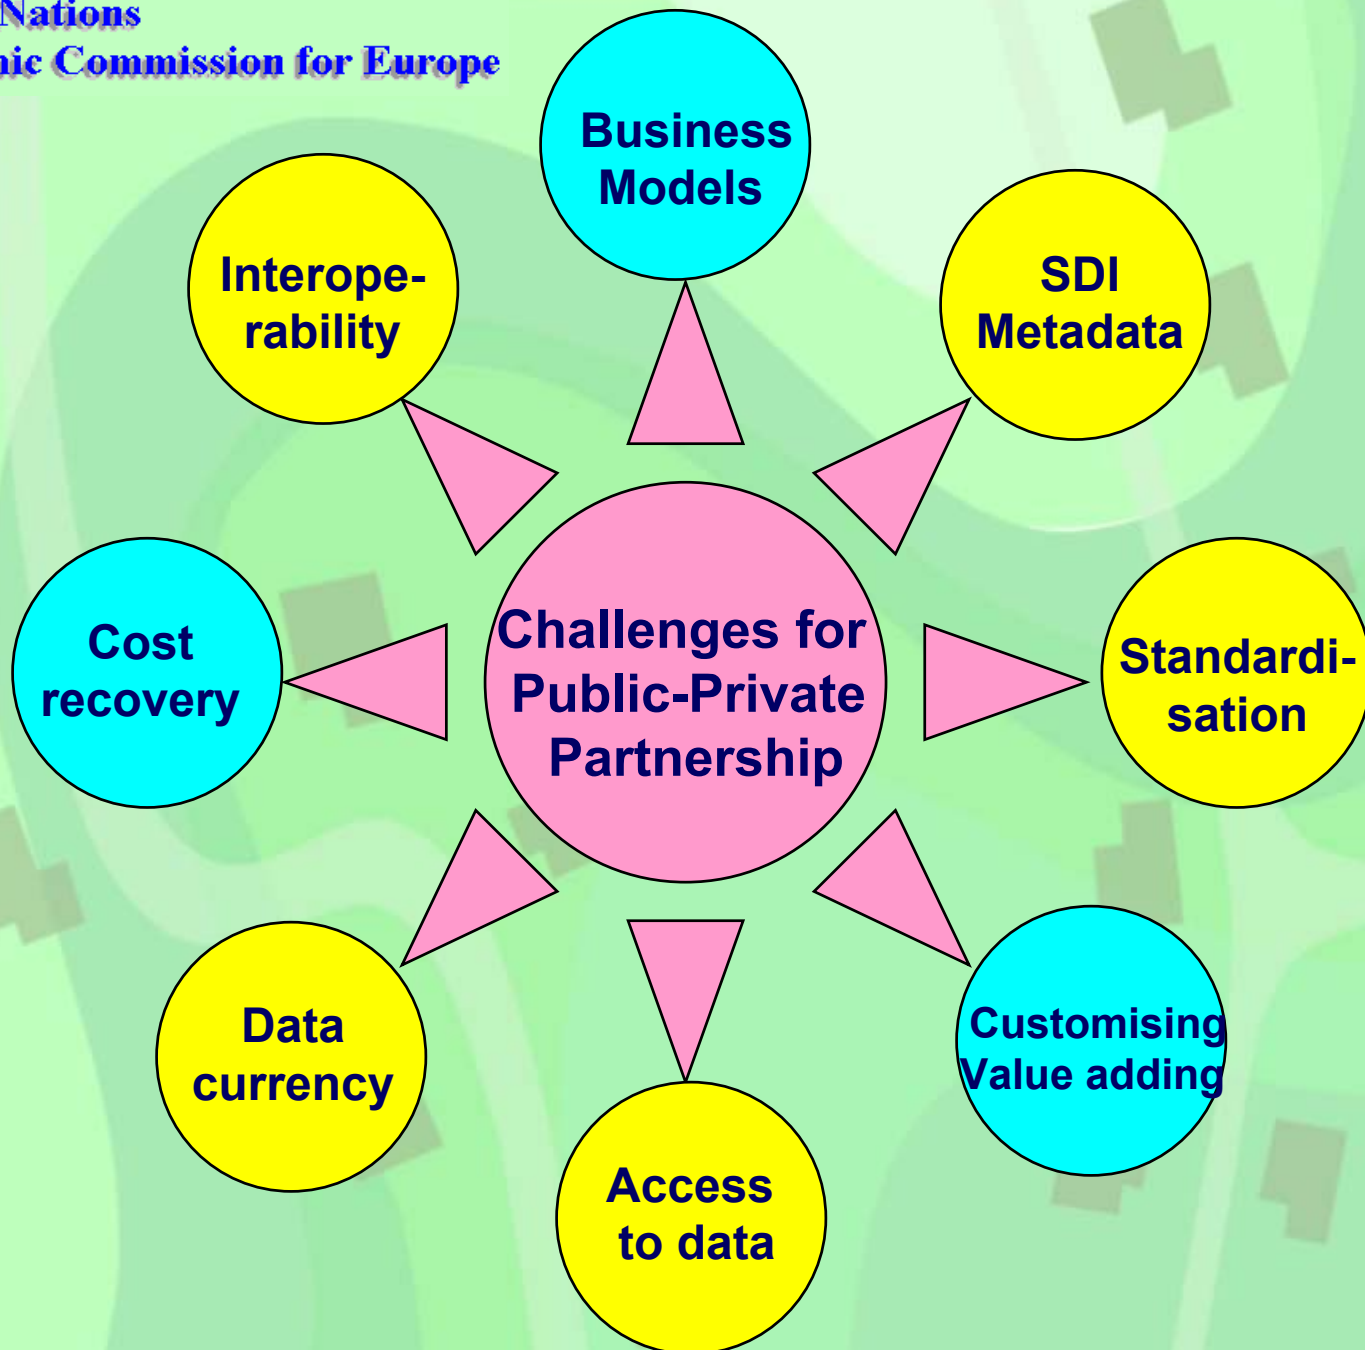 Nations
Commission for Europe
Business
Models
Interope-
rability
SDI
Metadata
Challenges for
Public-Private
Partnership
Cost
recovery
Standardi-
sation
Data
currency
Customising
Value adding
Access
to data